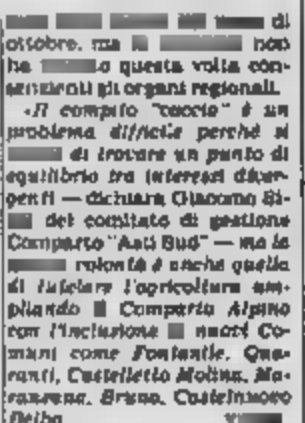 di
ottobre, ma non
ha questa volta con-
senzienti gli organi regionali.
«Il compito "caccia" è un
problema difficile perché si
di trovare un punto di
equilibrio tra interessi diver-
genti — dichiara Giacomo Bi-
del comitato di gestione
Comparto "Asti Sud" — ma la
volontà è anche quella
di tutelare l'agricoltura am-
pliando Comparto Alpino
con l'inclusione nuovi Co-
muni come Fontanile, Qua-
ranti, Castelletto Molina, Ma-
ranzana, Bruno, Castelnuovo
Belbo